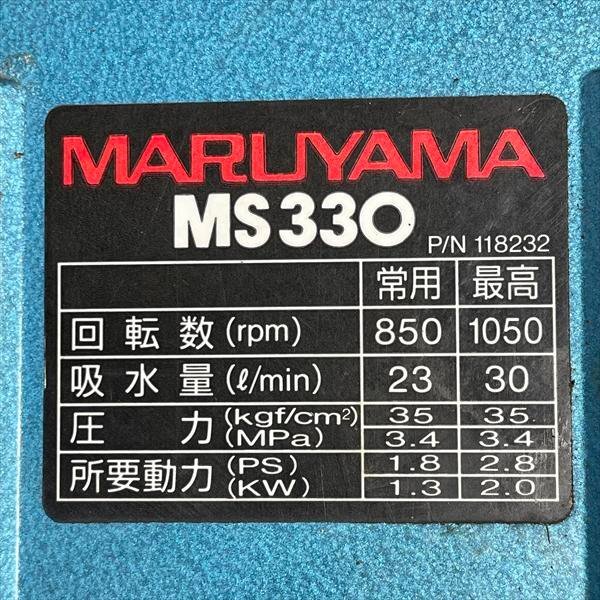 MARUYAMA
MS330
P/N 118232
常用 最高
回転数(rpm) 850 1050
吸水量(ℓ/min) 23 30
圧力(kgf/cm²) 35 35
(MPa) 3.4 3.4
所要動力(PS) 1.8 2.8
(KW) 1.3 2.0